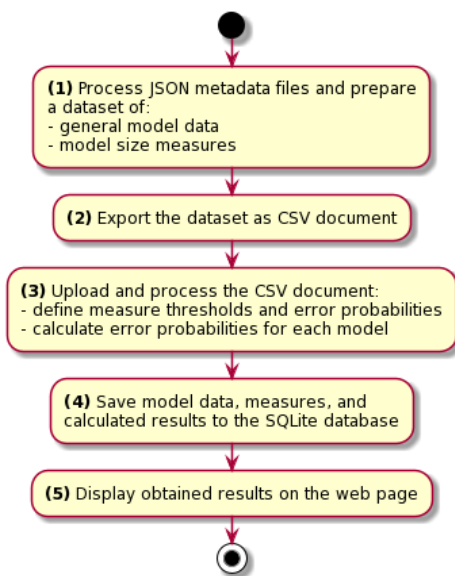 (1) Process JSON metadata files and prepare
a dataset of:
- general model data
- model size measures
(2) Export the dataset as CSV document
(3) Upload and process the CSV document:
- define measure thresholds and error probabilities
- calculate error probabilities for each model
(4) Save model data, measures, and
calculated results to the SQLite database
(5) Display obtained results on the web page